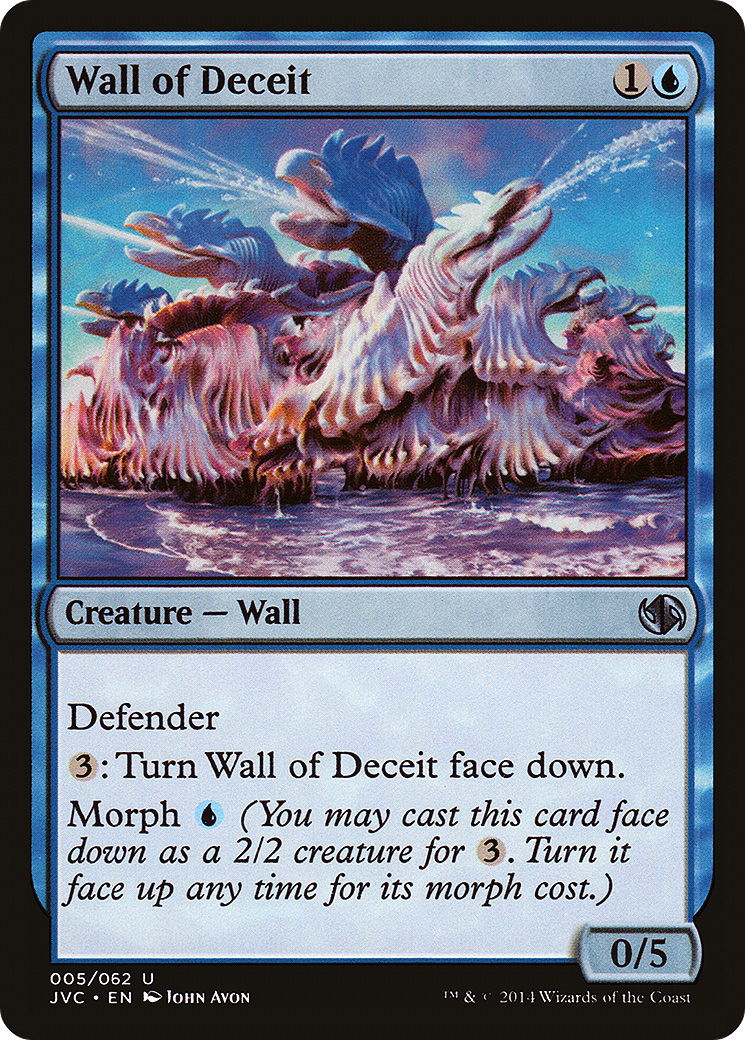 Wall of Deceit
1
Creature — Wall
Defender
3: Turn Wall of Deceit face down.
Morph (You may cast this card face
down as a 2/2 creature for 3. Turn it
face up any time for its morph cost.)
0/5
005/062 U
JVC • EN John Avon
™ & © 2014 Wizards of the Coast